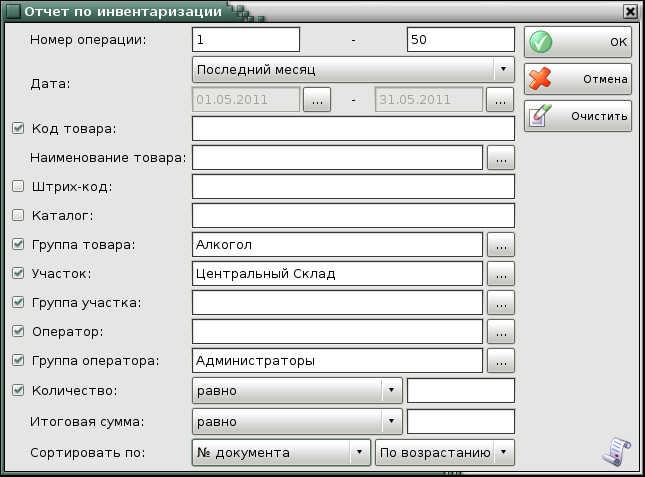 Отчет по инвентаризации
Номер операции: 1 - 50 ОК
Последний месяц
Дата: Отмена
01.05.2011 ... - 31.05.2011 ...
Очистить
Код товара:
Наименование товара: ...
Штрих-код:
Каталог:
Группа товара: Алкогол ...
Участок: Центральный Склад ...
Группа участка: ...
Оператор: ...
Группа оператора: Администраторы ...
Количество: равно
Итоговая сумма: равно
Сортировать по: № документа По возрастанию